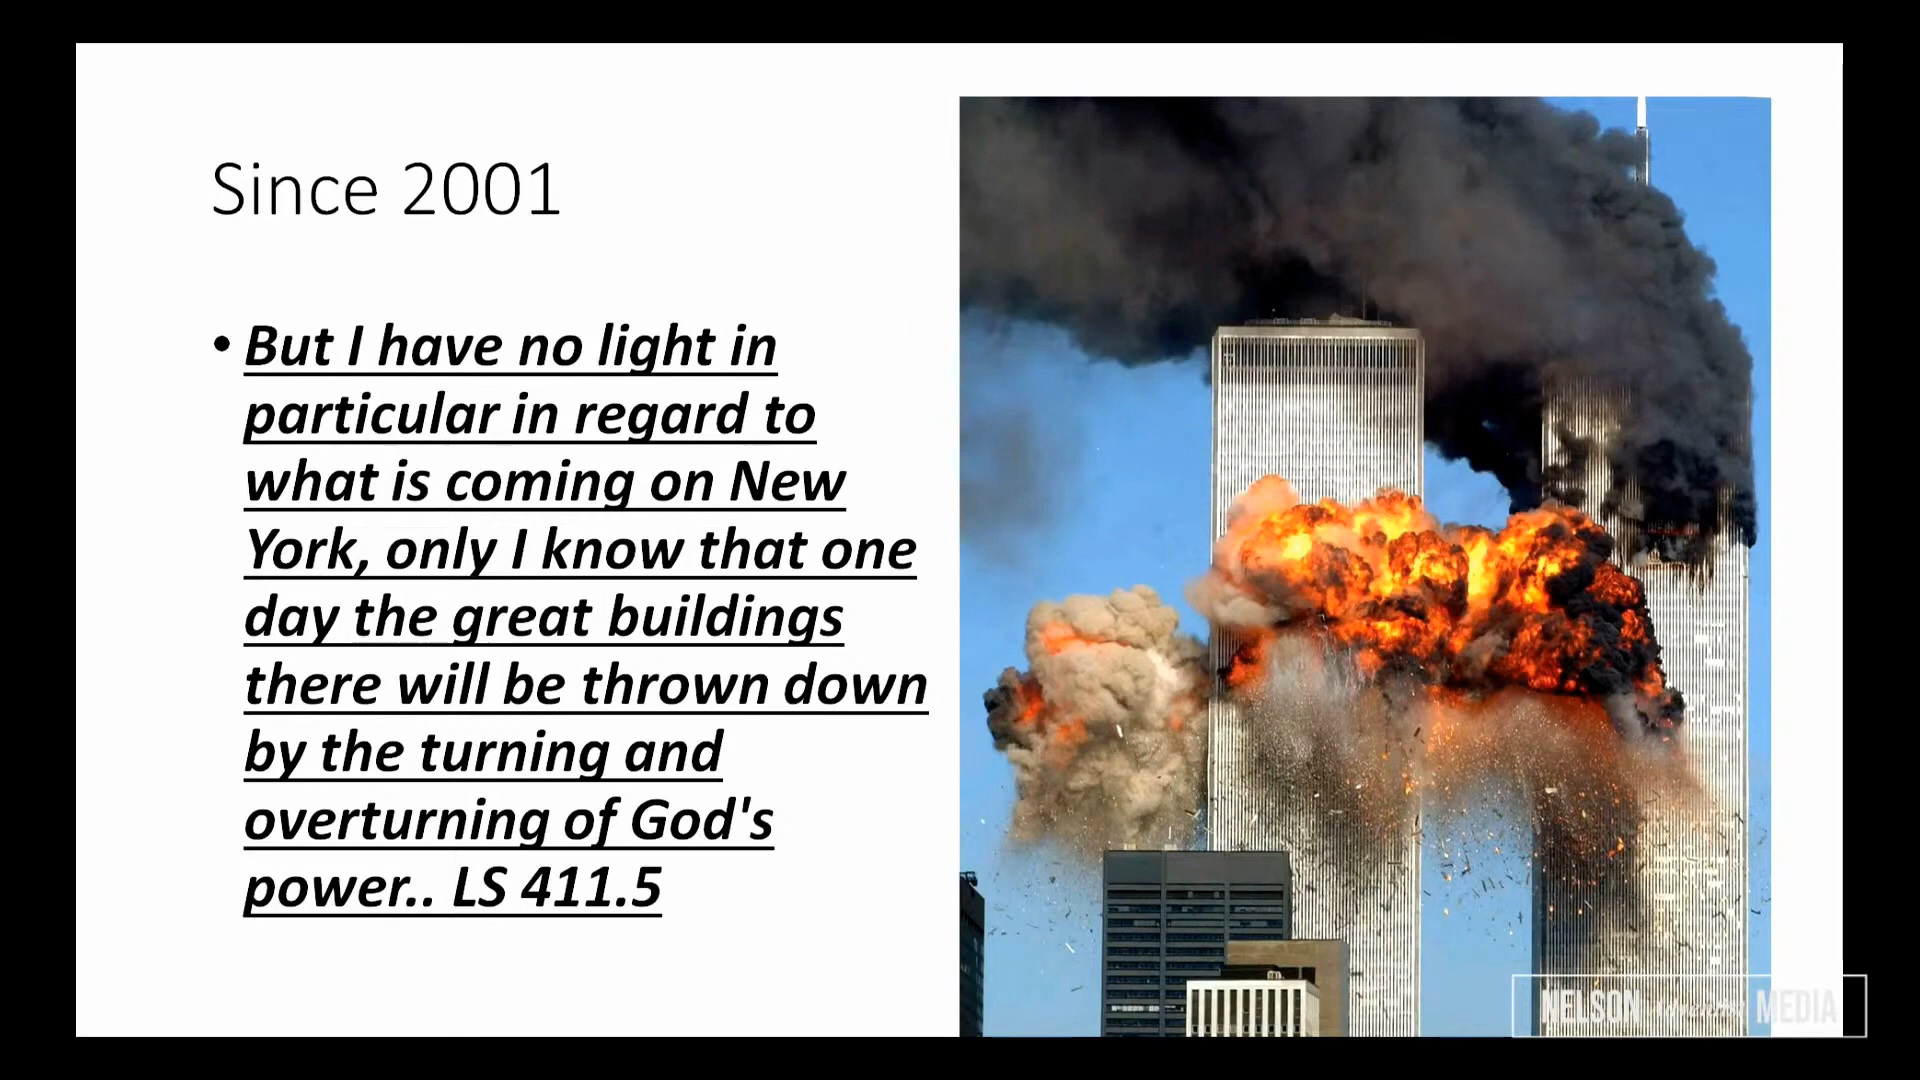 Since 2001
• But I have no light in
particular in regard to
what is coming on New
York, only I know that one
day the great buildings
there will be thrown down
by the turning and
overturning of God's
power.. LS 411.5
NELSON MEDIA